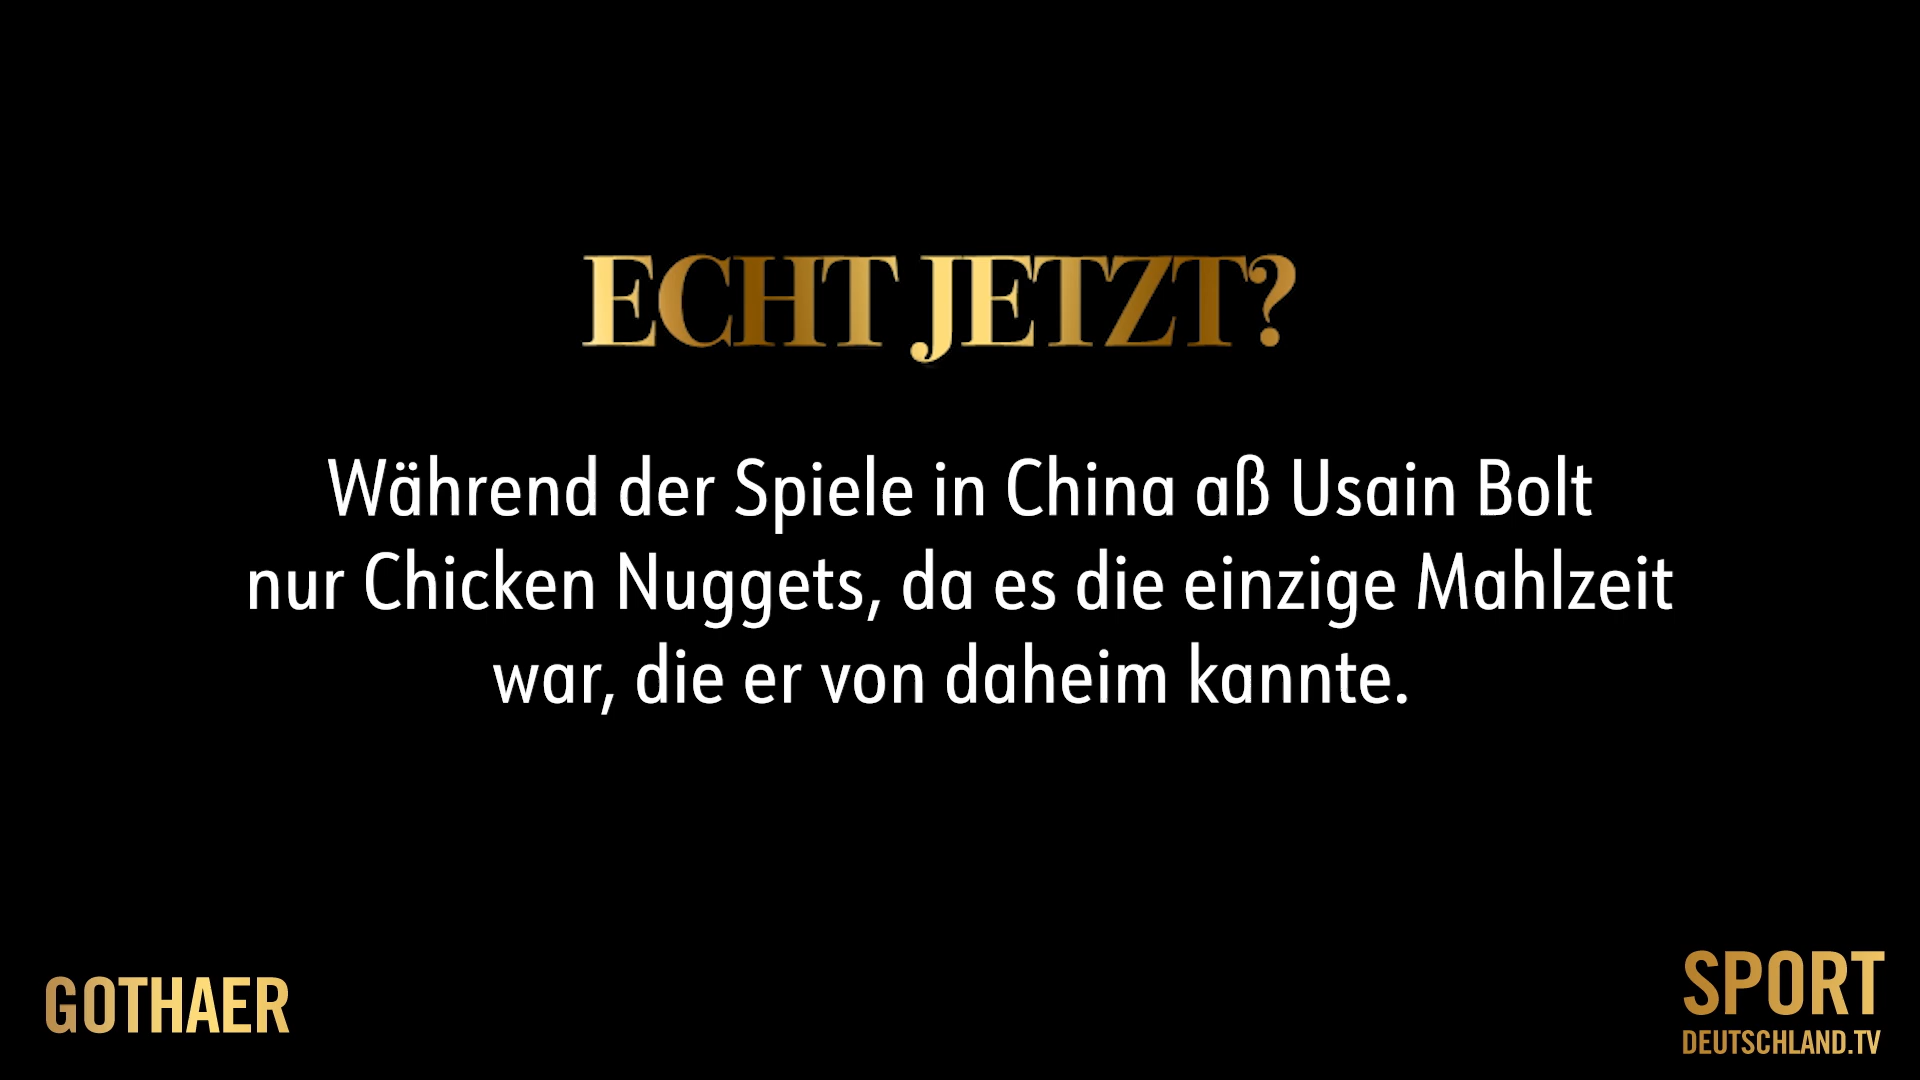 ECHT JETZT?
Während der Spiele in China aß Usain Bolt
nur Chicken Nuggets, da es die einzige Mahlzeit
war, die er von daheim kannte.
GOTHAER
SPORT
DEUTSCHLAND.TV